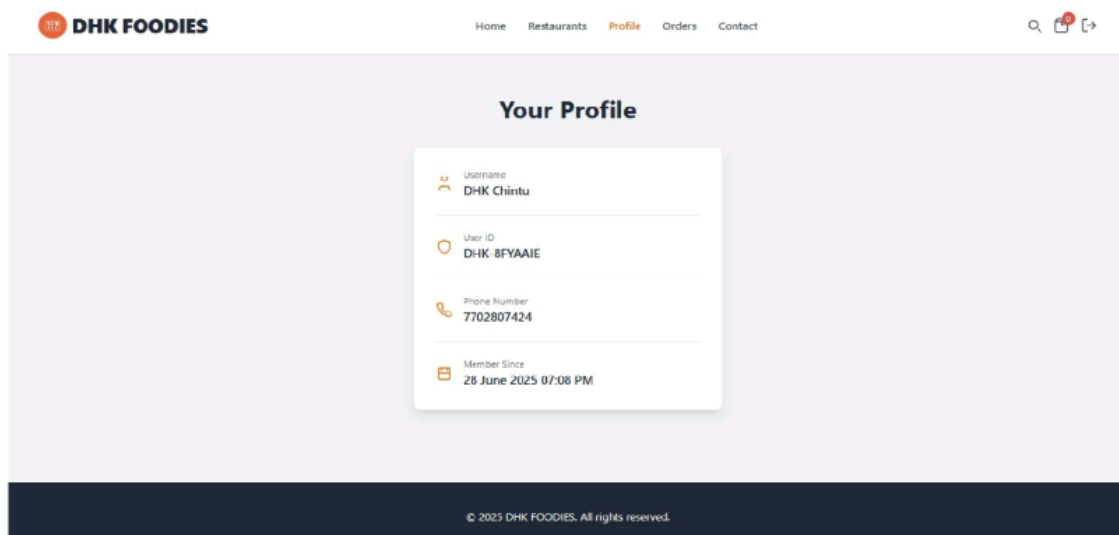 DHK FOODIES
Home Restaurants Profile Orders Contact
0
Your Profile
Username
DHK Chintu
User ID
DHK-8FYAAIE
Phone Number
7702807424
Member Since
28 June 2025 07:08 PM
© 2025 DHK FOODIES. All rights reserved.